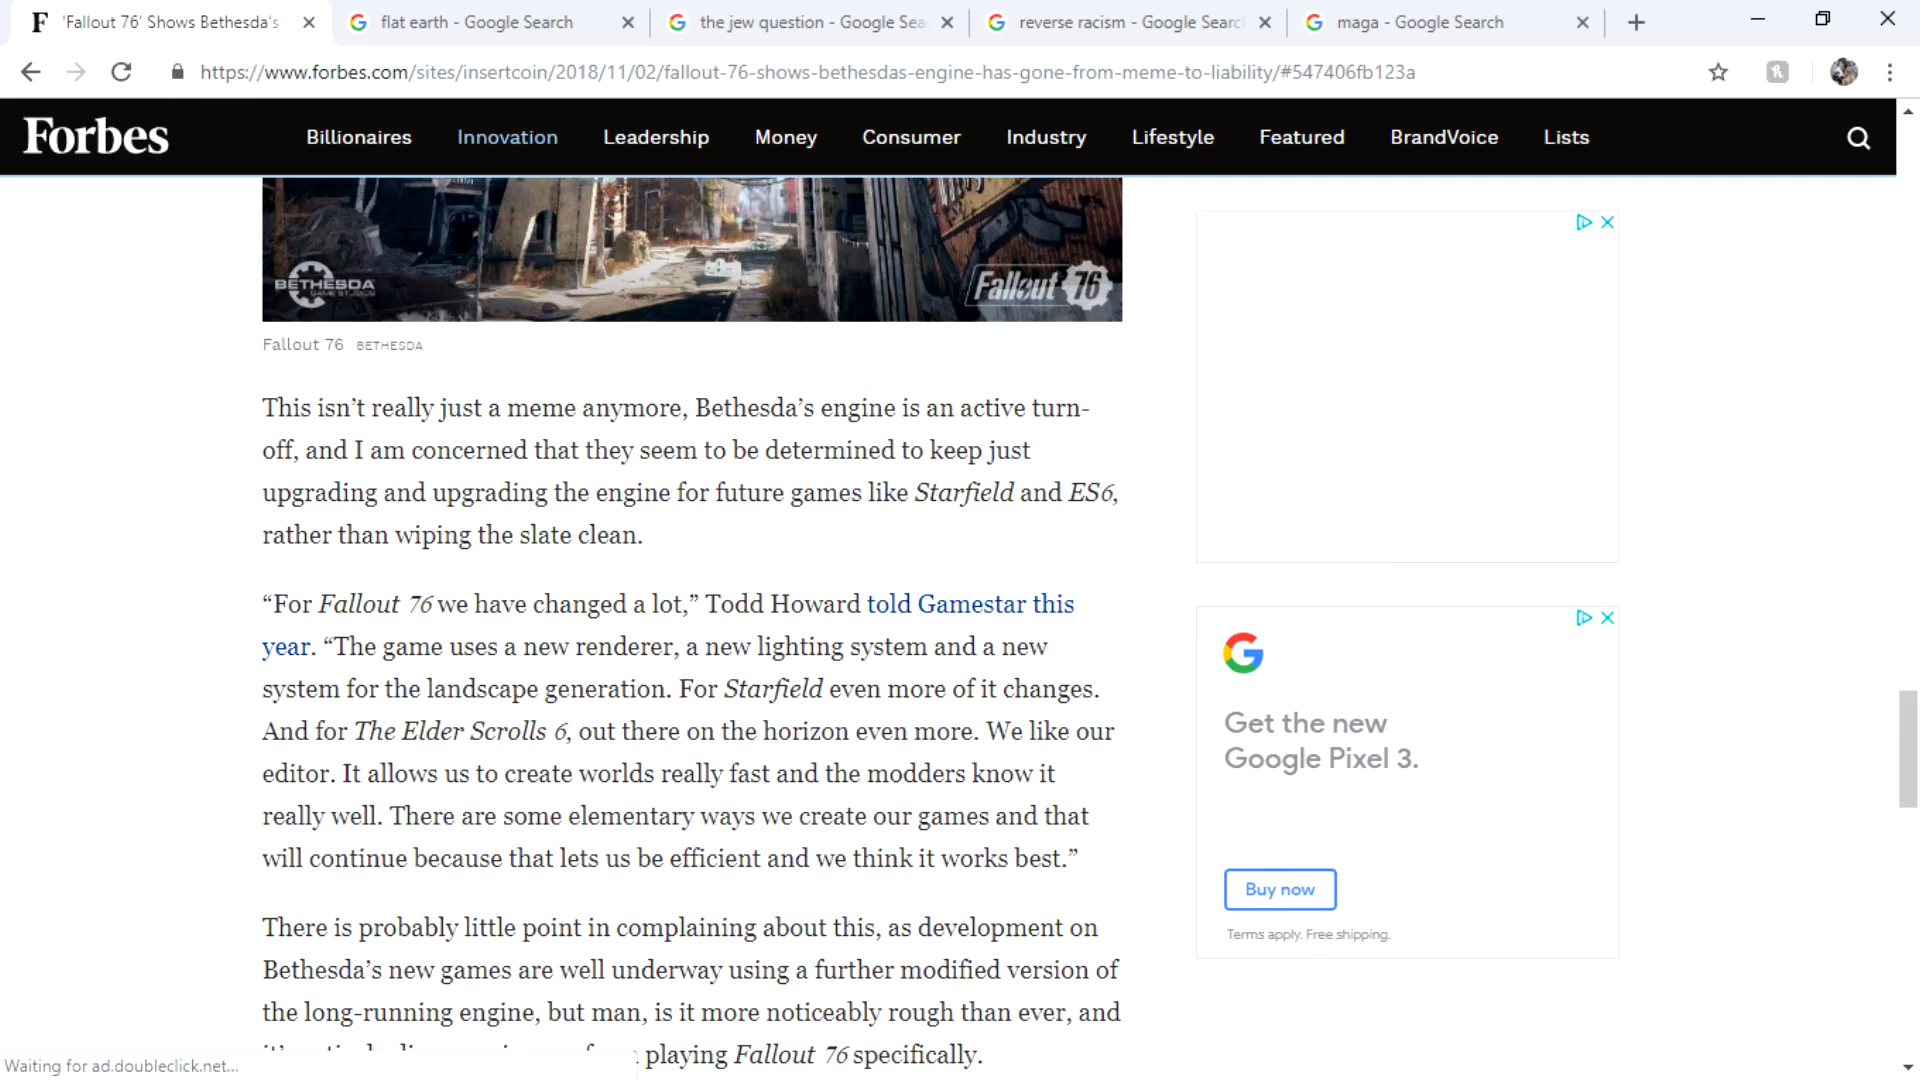 'Fallout 76' Shows Bethesda's
flat earth - Google Search
the jew question - Google Sea
reverse racism - Google Search
maga - Google Search
https://www.forbes.com/sites/insertcoin/2018/11/02/fallout-76-shows-bethesdas-engine-has-gone-from-meme-to-liability/#547406fb123a
Forbes
Billionaires
Innovation
Leadership
Money
Consumer
Industry
Lifestyle
Featured
BrandVoice
Lists
BETHESDA
GAME STUDIOS
Fallout 76
Fallout 76 BETHESDA
This isn’t really just a meme anymore, Bethesda’s engine is an active turn-
off, and I am concerned that they seem to be determined to keep just
upgrading and upgrading the engine for future games like Starfield and ES6,
rather than wiping the slate clean.
“For Fallout 76 we have changed a lot,” Todd Howard told Gamestar this
year. “The game uses a new renderer, a new lighting system and a new
system for the landscape generation. For Starfield even more of it changes.
And for The Elder Scrolls 6, out there on the horizon even more. We like our
editor. It allows us to create worlds really fast and the modders know it
really well. There are some elementary ways we create our games and that
will continue because that lets us be efficient and we think it works best.”
There is probably little point in complaining about this, as development on
Bethesda’s new games are well underway using a further modified version of
the long-running engine, but man, is it more noticeably rough than ever, and
playing Fallout 76 specifically.
Get the new
Google Pixel 3.
Buy now
Terms apply. Free shipping.
Waiting for ad.doubleclick.net...